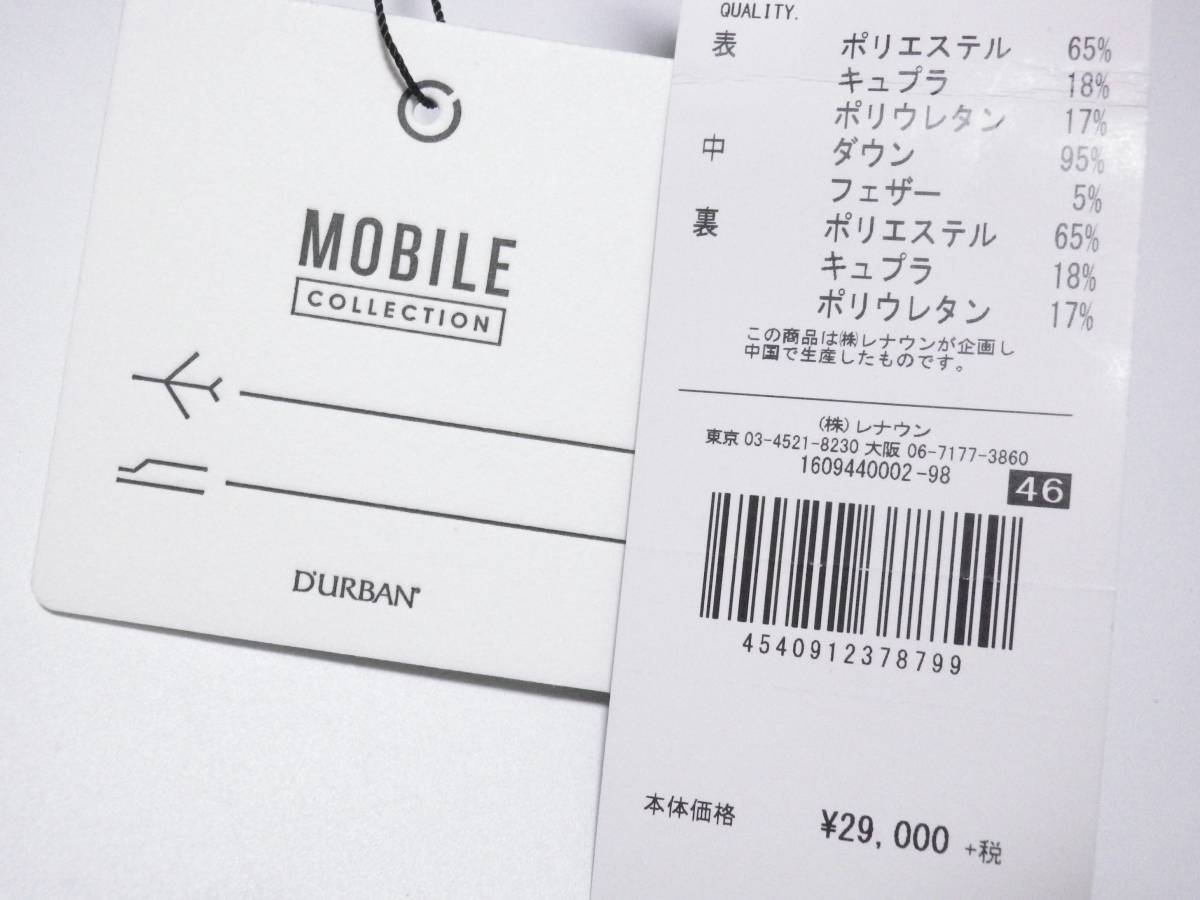 MOBILE
COLLECTION
D'URBAN®
QUALITY.
表 ポリエステル 65%
キュプラ 18%
ポリウレタン 17%
中 ダウン 95%
フェザー 5%
裏 ポリエステル 65%
キュプラ 18%
ポリウレタン 17%
この商品は㈱レナウンが企画し
中国で生産したものです。
(株)レナウン
東京 03-4521-8230 大阪 06-7177-3860
1609440002-98
46
4540912378799
本体価格 ¥29,000 +税